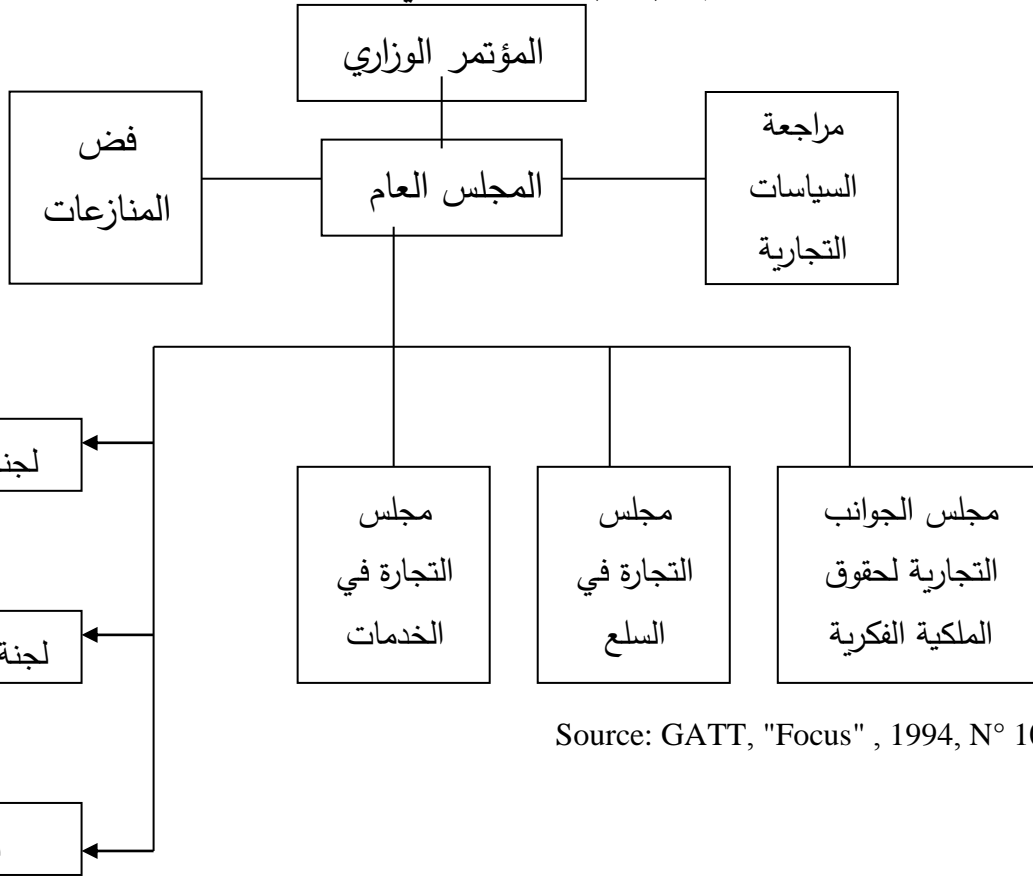 المؤتمر الوزاري
مراجعة
السياسات
التجارية
المجلس العام
فض
المنازعات
لجنة
مجلس الجوانب
التجارية لحقوق
الملكية الفكرية
مجلس
التجارة في
السلع
مجلس
التجارة في
الخدمات
لجنة
Source: GATT, "Focus" , 1994, N°